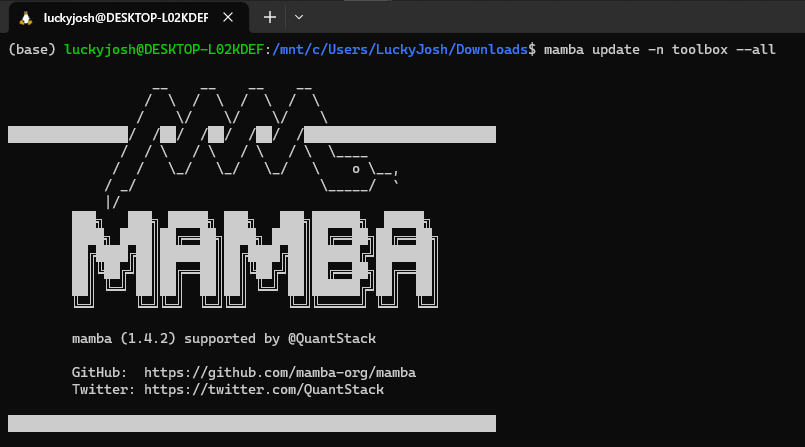 luckyjosh@DESKTOP-L02KDEF
(base) luckyjosh@DESKTOP-L02KDEF:/mnt/c/Users/LuckyJosh/Downloads$ mamba update -n toolbox --all
MAMBA
mamba (1.4.2) supported by @QuantStack
GitHub: https://github.com/mamba-org/mamba
Twitter: https://twitter.com/QuantStack